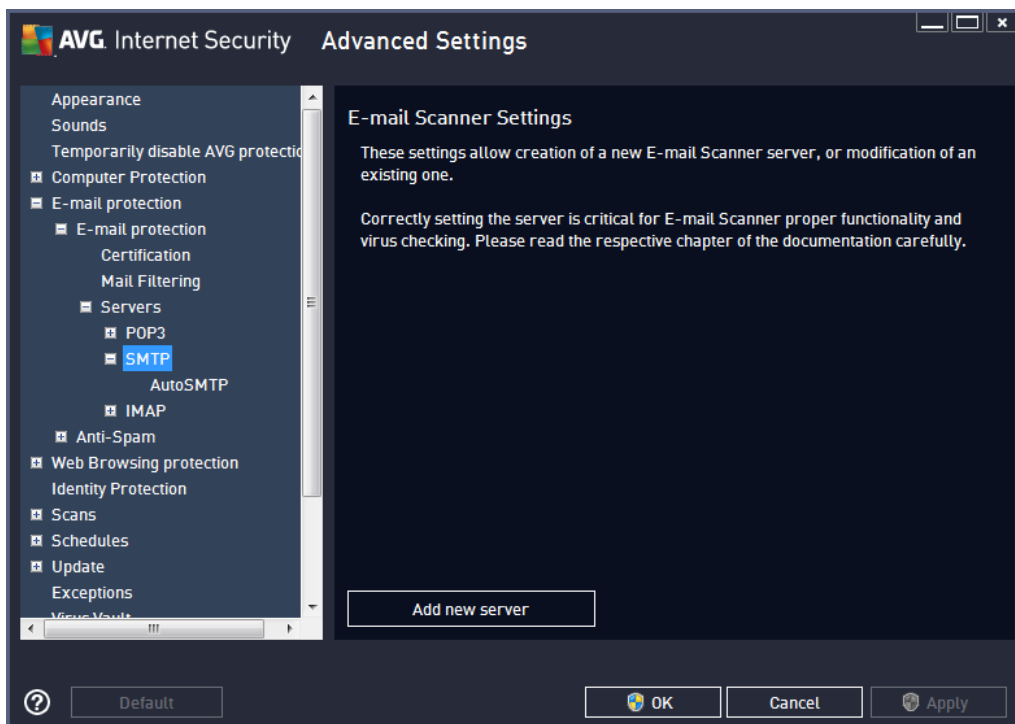 AVG. Internet Security Advanced Settings
Appearance
Sounds
Temporarily disable AVG protectio
Computer Protection
E-mail protection
E-mail protection
Certification
Mail Filtering
Servers
POP3
SMTP
AutoSMTP
IMAP
Anti-Spam
Web Browsing protection
Identity Protection
Scans
Schedules
Update
Exceptions
Virus Vault
E-mail Scanner Settings
These settings allow creation of a new E-mail Scanner server, or modification of an
existing one.
Correctly setting the server is critical for E-mail Scanner proper functionality and
virus checking. Please read the respective chapter of the documentation carefully.
Add new server
Default
OK
Cancel
Apply